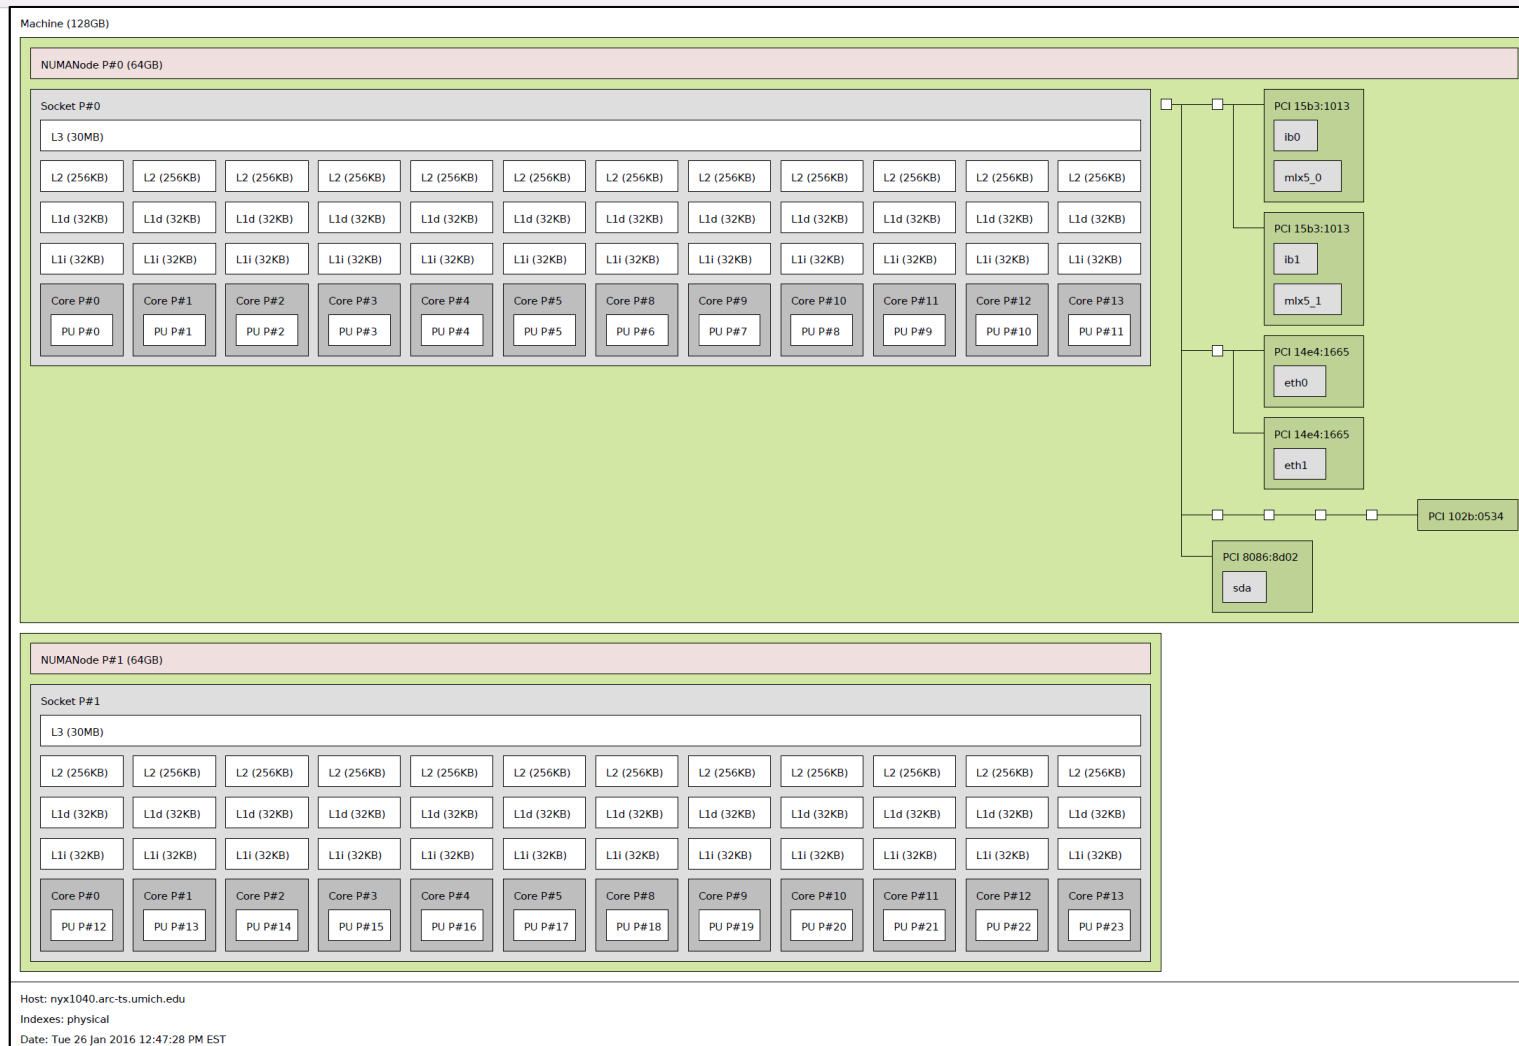 Machine (128GB)
NUMANode P#0 (64GB)
Socket P#0
L3 (30MB)
L2 (256KB) L2 (256KB) L2 (256KB) L2 (256KB) L2 (256KB) L2 (256KB) L2 (256KB) L2 (256KB) L2 (256KB) L2 (256KB) L2 (256KB) L2 (256KB)
L1d (32KB) L1d (32KB) L1d (32KB) L1d (32KB) L1d (32KB) L1d (32KB) L1d (32KB) L1d (32KB) L1d (32KB) L1d (32KB) L1d (32KB) L1d (32KB)
L1i (32KB) L1i (32KB) L1i (32KB) L1i (32KB) L1i (32KB) L1i (32KB) L1i (32KB) L1i (32KB) L1i (32KB) L1i (32KB) L1i (32KB) L1i (32KB)
Core P#0 Core P#1 Core P#2 Core P#3 Core P#4 Core P#5 Core P#8 Core P#9 Core P#10 Core P#11 Core P#12 Core P#13
PU P#0 PU P#1 PU P#2 PU P#3 PU P#4 PU P#5 PU P#6 PU P#7 PU P#8 PU P#9 PU P#10 PU P#11
PCI 15b3:1013
ib0
mlx5_0
PCI 15b3:1013
ib1
mlx5_1
PCI 14e4:1665
eth0
PCI 14e4:1665
eth1
PCI 102b:0534
PCI 8086:8d02
sda
NUMANode P#1 (64GB)
Socket P#1
L3 (30MB)
L2 (256KB) L2 (256KB) L2 (256KB) L2 (256KB) L2 (256KB) L2 (256KB) L2 (256KB) L2 (256KB) L2 (256KB) L2 (256KB) L2 (256KB) L2 (256KB)
L1d (32KB) L1d (32KB) L1d (32KB) L1d (32KB) L1d (32KB) L1d (32KB) L1d (32KB) L1d (32KB) L1d (32KB) L1d (32KB) L1d (32KB) L1d (32KB)
L1i (32KB) L1i (32KB) L1i (32KB) L1i (32KB) L1i (32KB) L1i (32KB) L1i (32KB) L1i (32KB) L1i (32KB) L1i (32KB) L1i (32KB) L1i (32KB)
Core P#0 Core P#1 Core P#2 Core P#3 Core P#4 Core P#5 Core P#8 Core P#9 Core P#10 Core P#11 Core P#12 Core P#13
PU P#12 PU P#13 PU P#14 PU P#15 PU P#16 PU P#17 PU P#18 PU P#19 PU P#20 PU P#21 PU P#22 PU P#23
Host: nyx1040.arc-ts.umich.edu
Indexes: physical
Date: Tue 26 Jan 2016 12:47:28 PM EST